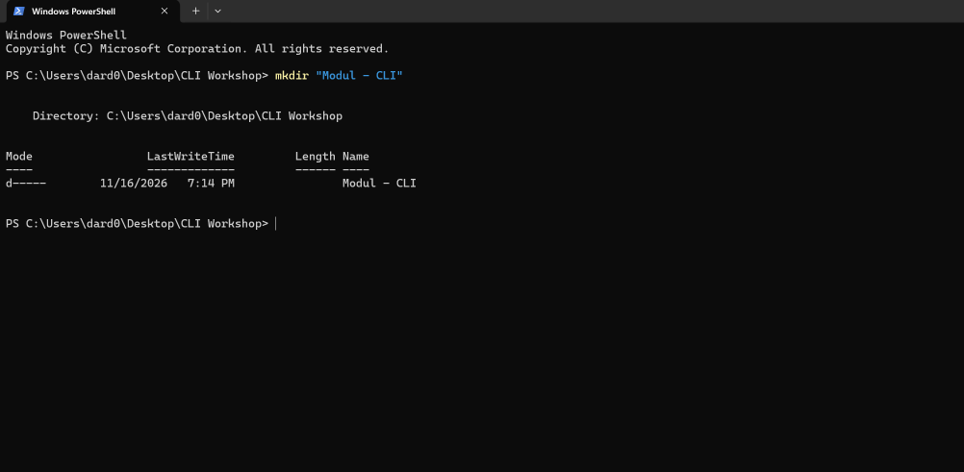 Windows PowerShell
Windows PowerShell
Copyright (C) Microsoft Corporation. All rights reserved.
PS C:\Users\dard0\Desktop\CLI Workshop> mkdir "Modul - CLI"
Directory: C:\Users\dard0\Desktop\CLI Workshop
Mode                 LastWriteTime         Length Name
----                 -------------         ------ ----
d-----        11/16/2026   7:14 PM                Modul - CLI
PS C:\Users\dard0\Desktop\CLI Workshop>